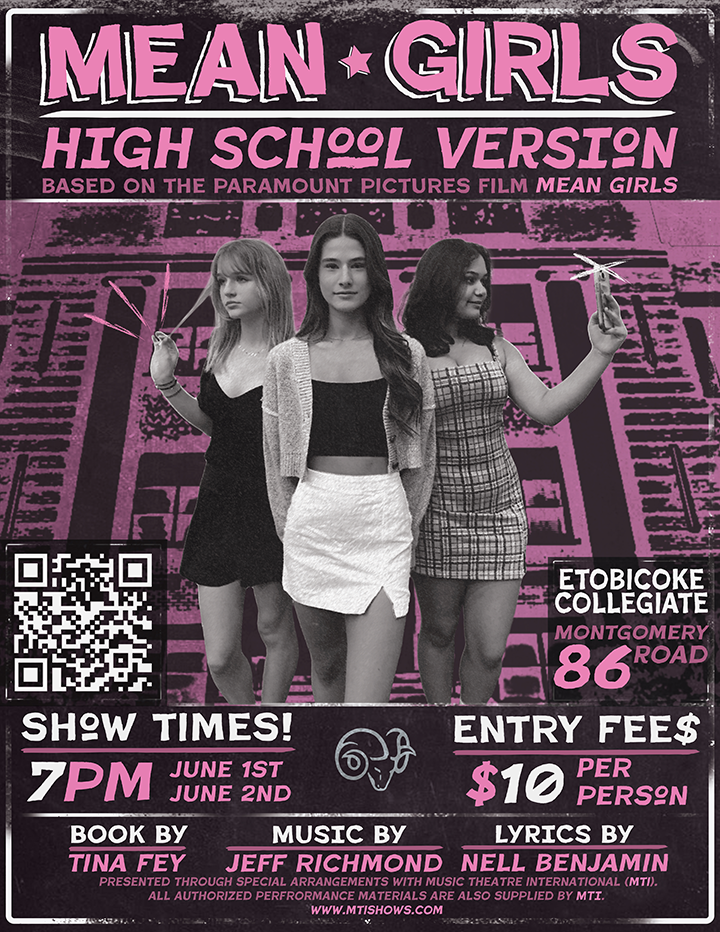 MEAN ★ GIRLS
HIGH SCHOOL VERSION
BASED ON THE PARAMOUNT PICTURES FILM MEAN GIRLS
ETOBICOKE
COLLEGIATE
MONTGOMERY
86 ROAD
SHOW TIMES!
7PM
JUNE 1ST
JUNE 2ND
ENTRY FEE$
$10
PER
PERSON
BOOK BY
TINA FEY
MUSIC BY
JEFF RICHMOND
LYRICS BY
NELL BENJAMIN
PRESENTED THROUGH SPECIAL ARRANGEMENTS WITH MUSIC THEATRE INTERNATIONAL (MTI).
ALL AUTHORIZED PERFRORMANCE MATERIALS ARE ALSO SUPPLIED BY MTI.
WWW.MTISHOWS.COM